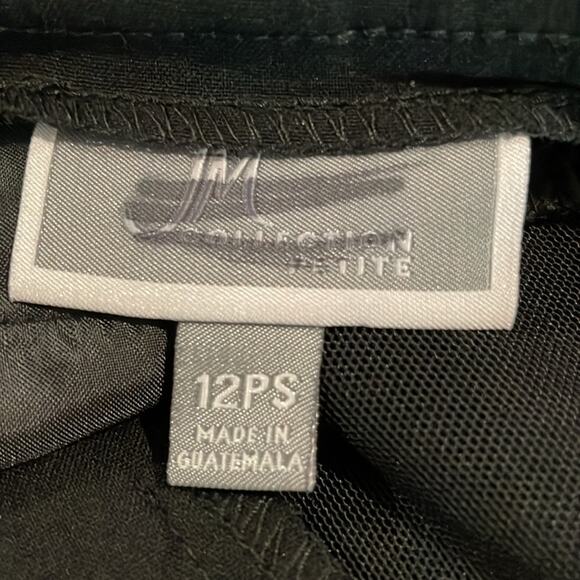 JM
COLLECTION
PETITE
12PS
MADE IN
GUATEMALA